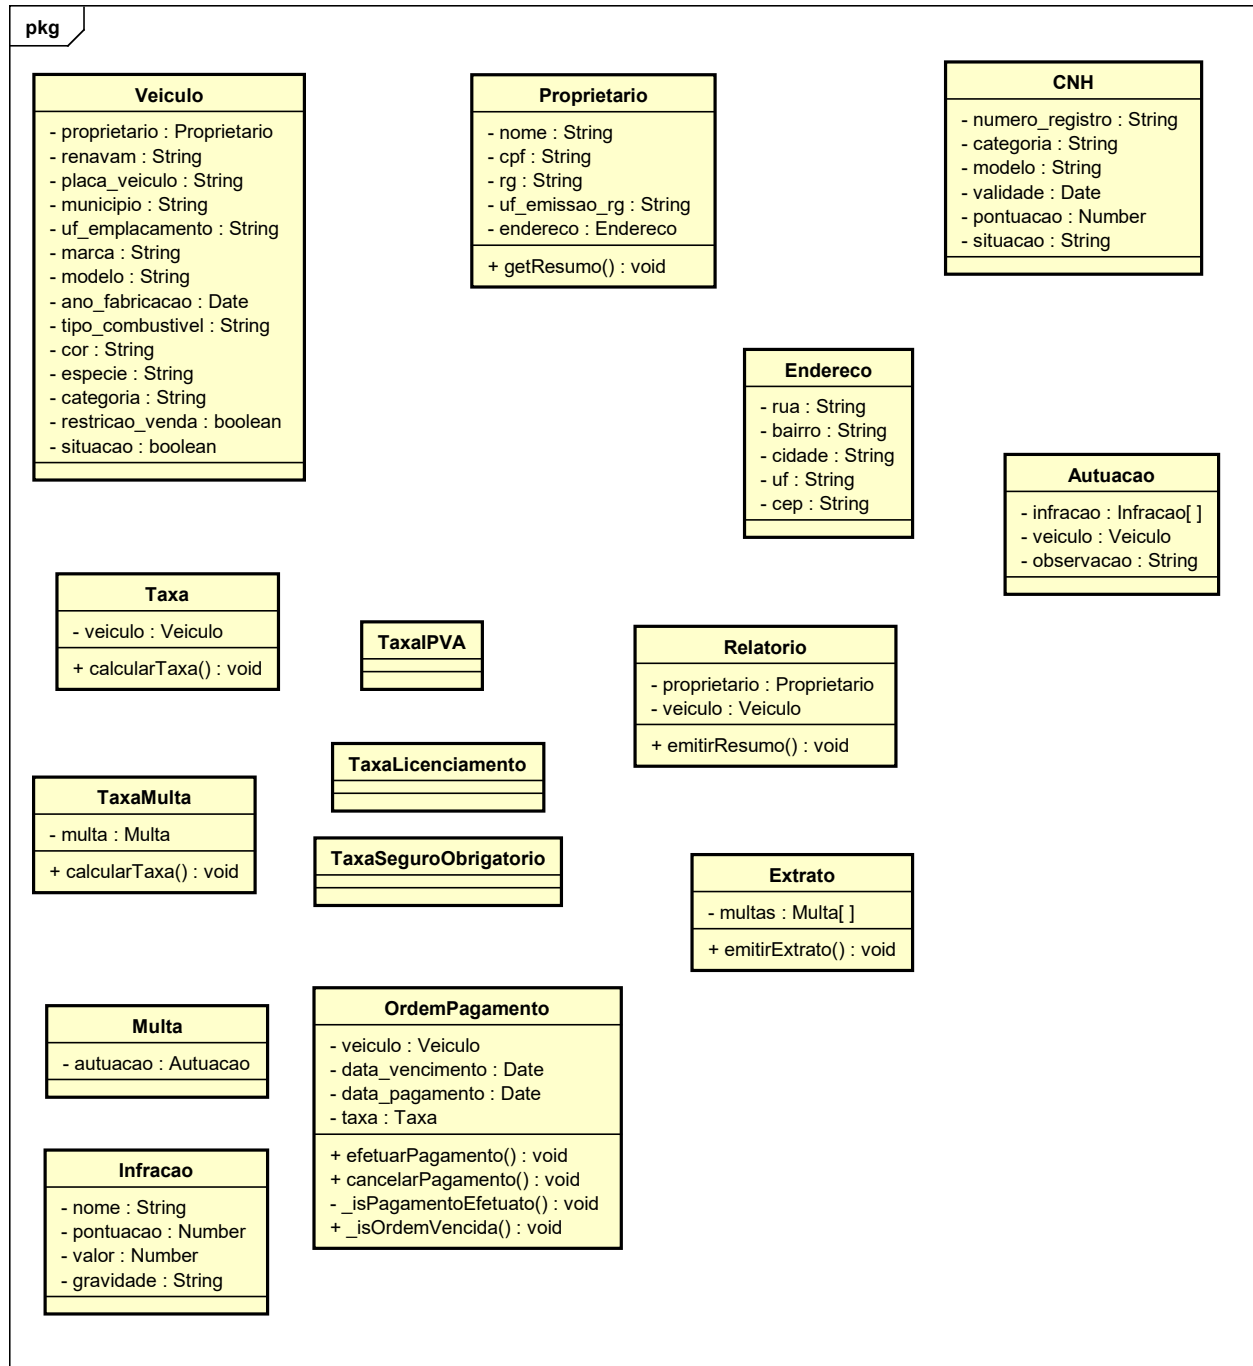 pkg
Veiculo
- proprietario : Proprietario
- renavam : String
- placa_veiculo : String
- municipio : String
- uf_emplacamento : String
- marca : String
- modelo : String
- ano_fabricacao : Date
- tipo_combustivel : String
- cor : String
- especie : String
- categoria : String
- restricao_venda : boolean
- situacao : boolean
Proprietario
- nome : String
- cpf : String
- rg : String
- uf_emissao_rg : String
- endereco : Endereco
+ getResumo() : void
CNH
- numero_registro : String
- categoria : String
- modelo : String
- validade : Date
- pontuacao : Number
- situacao : String
Endereco
- rua : String
- bairro : String
- cidade : String
- uf : String
- cep : String
Autuacao
- infracao : Infracao[ ]
- veiculo : Veiculo
- observacao : String
Taxa
- veiculo : Veiculo
+ calcularTaxa() : void
TaxaIPVA
Relatorio
- proprietario : Proprietario
- veiculo : Veiculo
+ emitirResumo() : void
TaxaLicenciamento
TaxaMulta
- multa : Multa
+ calcularTaxa() : void
TaxaSeguroObrigatorio
Extrato
- multas : Multa[ ]
+ emitirExtrato() : void
Multa
- autuacao : Autuacao
OrdemPagamento
- veiculo : Veiculo
- data_vencimento : Date
- data_pagamento : Date
- taxa : Taxa
+ efetuarPagamento() : void
+ cancelarPagamento() : void
- _isPagamentoEfetuato() : void
+ _isOrdemVencida() : void
Infracao
- nome : String
- pontuacao : Number
- valor : Number
- gravidade : String